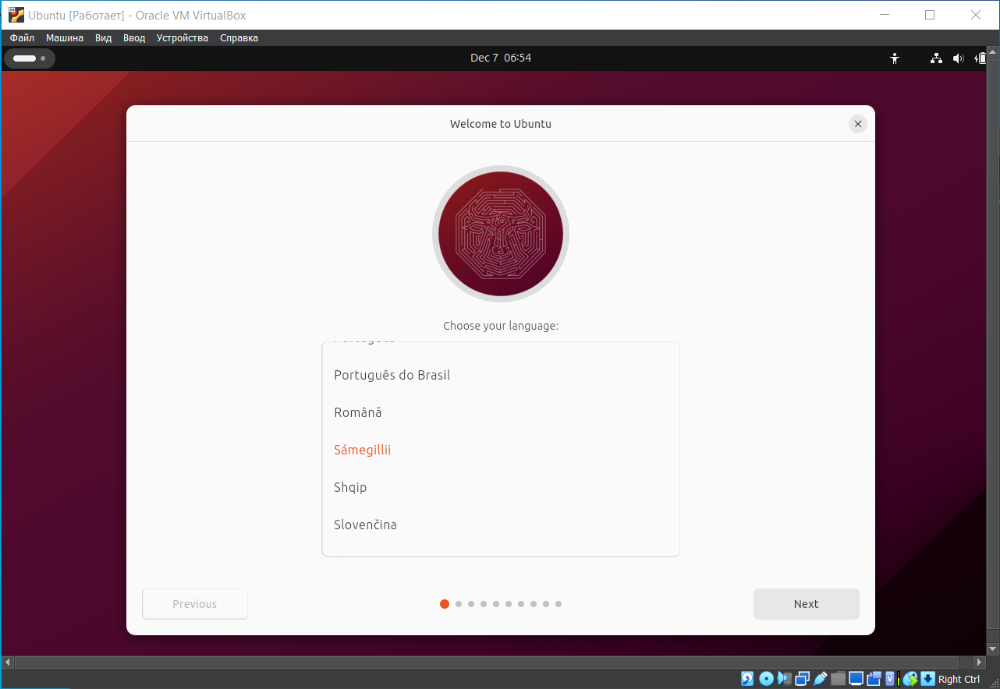 Ubuntu [Работает] - Oracle VM VirtualBox
Файл Машина Вид Ввод Устройства Справка
Dec 7 06:54
Welcome to Ubuntu
Choose your language:
Português do Brasil
Română
Sámegillii
Shqip
Slovenčina
Previous
Next
Right Ctrl